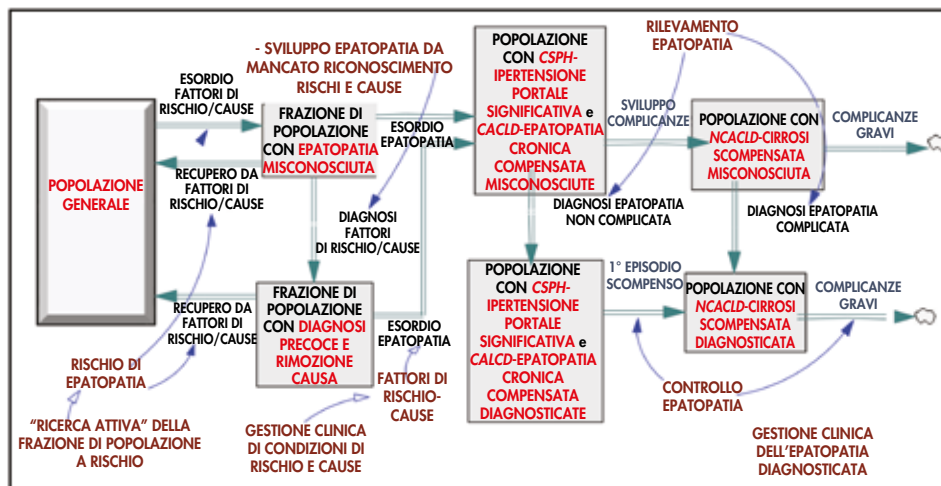 - SVILUPPO EPATOPATIA DA
MANCATO RICONOSCIMENTO
RISCHI E CAUSE
RILEVAMENTO
EPATOPATIA
ESORDIO
FATTORI DI
RISCHIO/CAUSE
POPOLAZIONE
GENERALE
RECUPERO DA
FATTORI DI
RISCHIO/CAUSE
FRAZIONE DI
POPOLAZIONE
CON EPATOPATIA
MISCONOSCIUTA
ESORDIO
EPATOPATIA
POPOLAZIONE
CON CSPH-
IPERTENSIONE
PORTALE
SIGNIFICATIVA e
CACLD-EPATOPATIA
CRONICA
COMPENSATA
MISCONOSCIUTE
SVILUPPO
COMPLICANZE
POPOLAZIONE CON
NCACLD-CIRROSI
SCOMPENSATA
MISCONOSCIUTA
COMPLICANZE
GRAVI
DIAGNOSI
FATTORI
DI RISCHIO/CAUSE
DIAGNOSI EPATOPATIA
NON COMPLICATA
DIAGNOSI EPATOPATIA
COMPLICATA
RECUPERO DA
FATTORI DI
RISCHIO/CAUSE
FRAZIONE DI
POPOLAZIONE
CON DIAGNOSI
PRECOCE E
RIMOZIONE
CAUSA
ESORDIO
EPATOPATIA
POPOLAZIONE
CON CSPH-
IPERTENSIONE
PORTALE
SIGNIFICATIVA e
CALCD-EPATOPATIA
CRONICA
COMPENSATA
DIAGNOSTICATE
1° EPISODIO
SCOMPENSO
POPOLAZIONE CON
NCACLD-CIRROSI
SCOMPENSATA
DIAGNOSTICATA
COMPLICANZE
GRAVI
RISCHIO DI
EPATOPATIA
"RICERCA ATTIVA" DELLA
FRAZIONE DI POPOLAZIONE
A RISCHIO
GESTIONE CLINICA
DI CONDIZIONI DI
RISCHIO E CAUSE
FATTORI DI
RISCHIO-
CAUSE
CONTROLLO
EPATOPATIA
GESTIONE CLINICA
DELL'EPATOPATIA
DIAGNOSTICATA